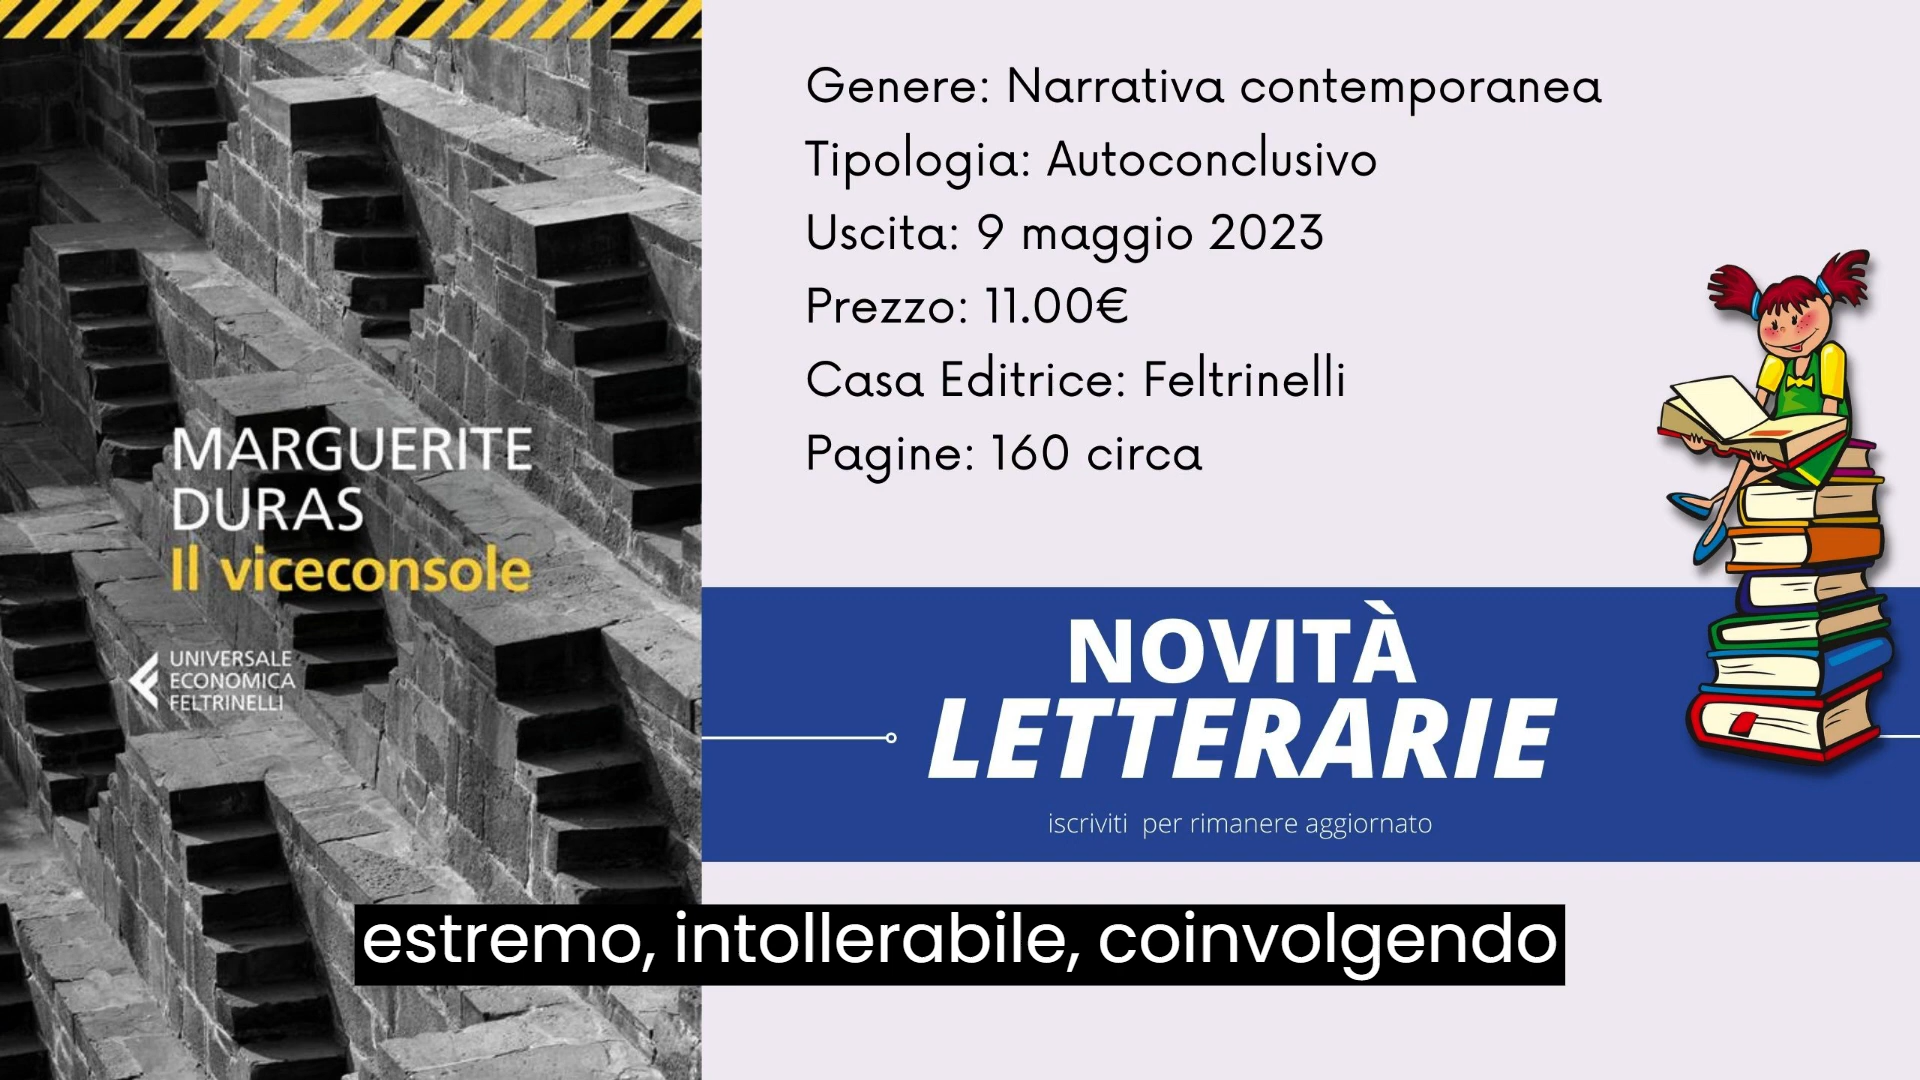 MARGUERITE
DURAS
Il viceconsole
UNIVERSALE
ECONOMICA
FELTRINELLI
Genere: Narrativa contemporanea
Tipologia: Autoconclusivo
Uscita: 9 maggio 2023
Prezzo: 11.00€
Casa Editrice: Feltrinelli
Pagine: 160 circa
NOVITÀ
LETTERARIE
iscriviti per rimanere aggiornato
estremo, intollerabile, coinvolgendo